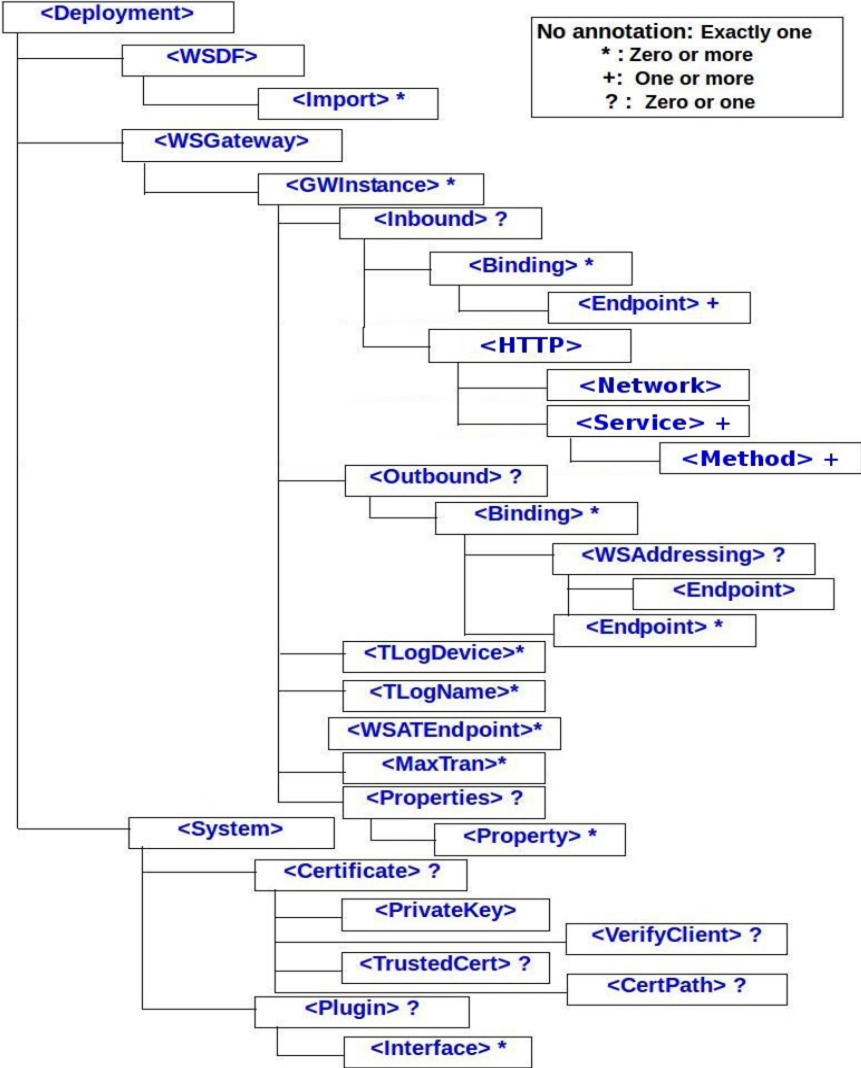 <Deployment>
No annotation: Exactly one
* : Zero or more
+: One or more
? : Zero or one
<WSDF>
<Import> *
<WSGateway>
<GWInstance> *
<Inbound> ?
<Binding> *
<Endpoint> +
<HTTP>
<Network>
<Service> +
<Method> +
<Outbound> ?
<Binding> *
<WSAddressing> ?
<Endpoint>
<Endpoint> *
<TLogDevice>*
<TLogName>*
<WSATEndpoint>*
<MaxTran>*
<Properties> ?
<Property> *
<System>
<Certificate> ?
<PrivateKey>
<VerifyClient> ?
<TrustedCert> ?
<CertPath> ?
<Plugin> ?
<Interface> *